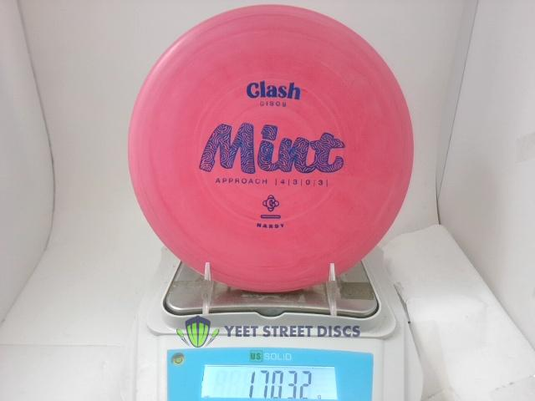 Clash
DISCS
Mint
APPROACH |4|3|0|3|
HARDY
YEET STREET DISCS
US SOLID
170.32 g